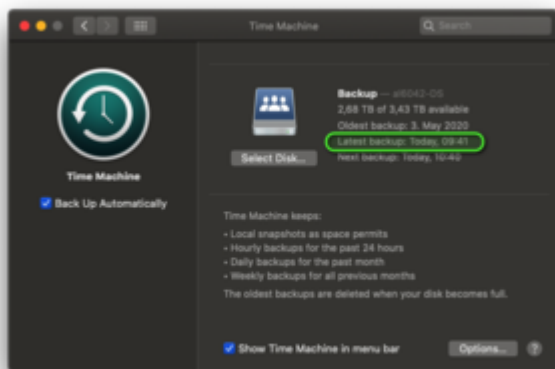 Time Machine
Search
Backup — al6042-DS
2,68 TB of 3,43 TB available
Oldest backup: 3. May 2020
Latest backup: Today, 09:41
Next backup: Today, 10:40
Select Disk...
Time Machine
Back Up Automatically
Time Machine keeps:
• Local snapshots as space permits
• Hourly backups for the past 24 hours
• Daily backups for the past month
• Weekly backups for all previous months
The oldest backups are deleted when your disk becomes full.
Show Time Machine in menu bar
Options...
?